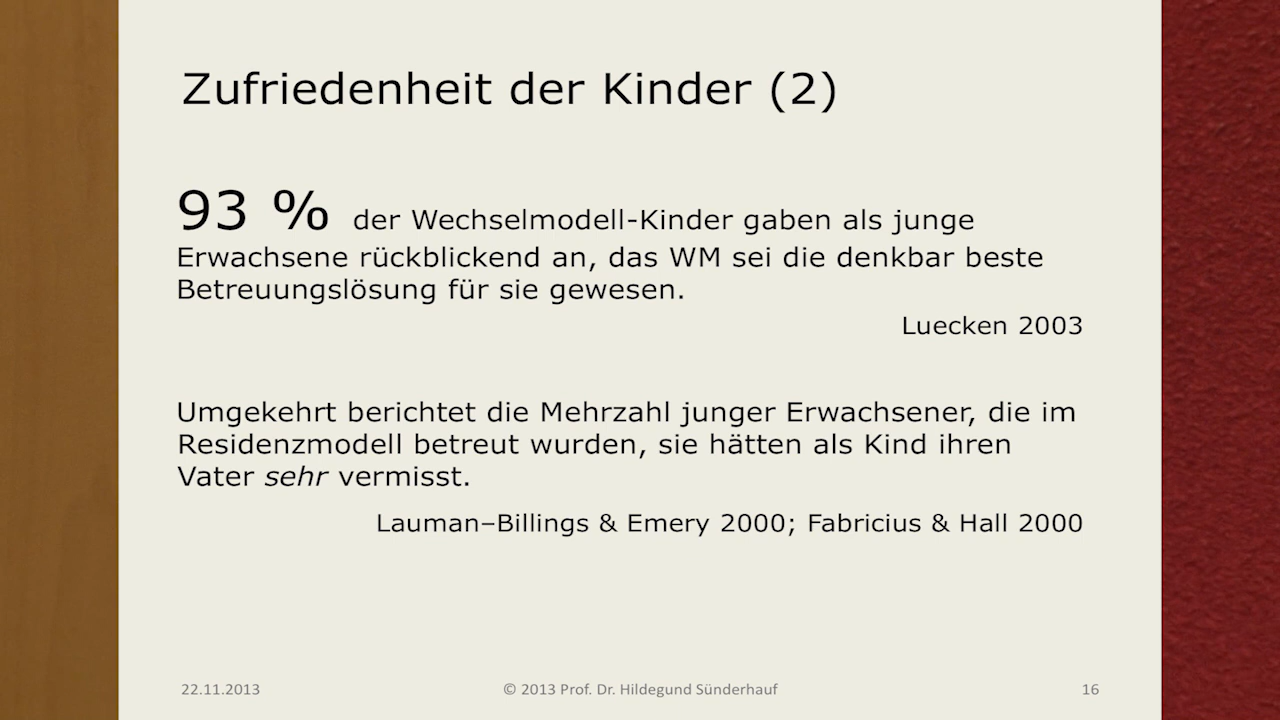 Zufriedenheit der Kinder (2)
93 % der Wechselmodell-Kinder gaben als junge
Erwachsene rückblickend an, das WM sei die denkbar beste
Betreuungslösung für sie gewesen.
Luecken 2003
Umgekehrt berichtet die Mehrzahl junger Erwachsener, die im
Residenzmodell betreut wurden, sie hätten als Kind ihren
Vater sehr vermisst.
Lauman–Billings & Emery 2000; Fabricius & Hall 2000
22.11.2013 © 2013 Prof. Dr. Hildegund Sünderhauf 16